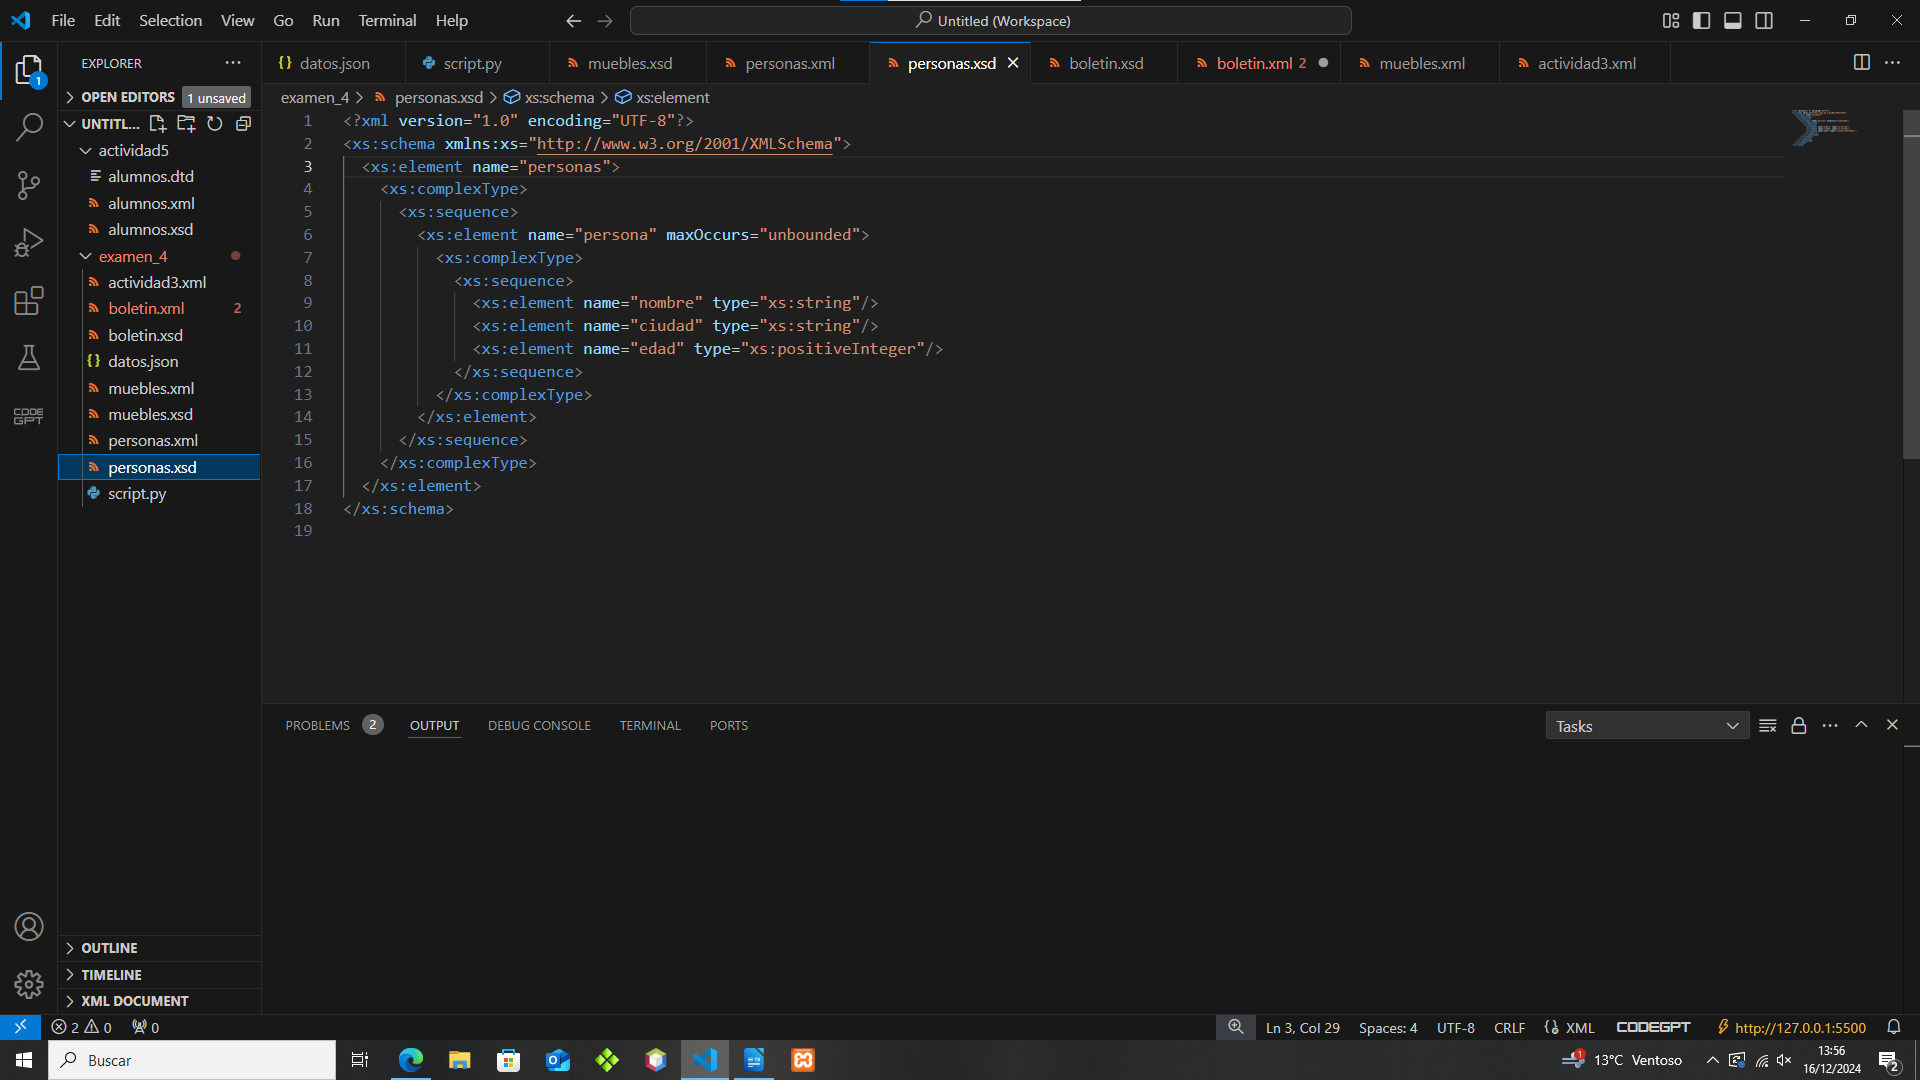 File Edit Selection View Go Run Terminal Help
Untitled (Workspace)
EXPLORER
datos.json
script.py
muebles.xsd
personas.xml
personas.xsd
boletin.xsd
boletin.xml 2
muebles.xml
actividad3.xml
1
OPEN EDITORS 1 unsaved
UNTITL...
actividad5
alumnos.dtd
alumnos.xml
alumnos.xsd
examen_4
actividad3.xml
boletin.xml 2
boletin.xsd
datos.json
muebles.xml
muebles.xsd
personas.xml
personas.xsd
script.py
CODE
GPT
OUTLINE
TIMELINE
XML DOCUMENT
examen_4 > personas.xsd > xs:schema > xs:element
1 <?xml version="1.0" encoding="UTF-8"?>
2 <xs:schema xmlns:xs="http://www.w3.org/2001/XMLSchema">
3 <xs:element name="personas">
4 <xs:complexType>
5 <xs:sequence>
6 <xs:element name="persona" maxOccurs="unbounded">
7 <xs:complexType>
8 <xs:sequence>
9 <xs:element name="nombre" type="xs:string"/>
10 <xs:element name="ciudad" type="xs:string"/>
11 <xs:element name="edad" type="xs:positiveInteger"/>
12 </xs:sequence>
13 </xs:complexType>
14 </xs:element>
15 </xs:sequence>
16 </xs:complexType>
17 </xs:element>
18 </xs:schema>
19
PROBLEMS 2 OUTPUT DEBUG CONSOLE TERMINAL PORTS
Tasks
2 0 0
Ln 3, Col 29 Spaces: 4 UTF-8 CRLF XML CODEGPT http://127.0.0.1:5500
Buscar
1 13°C Ventoso
13:56
16/12/2024
2